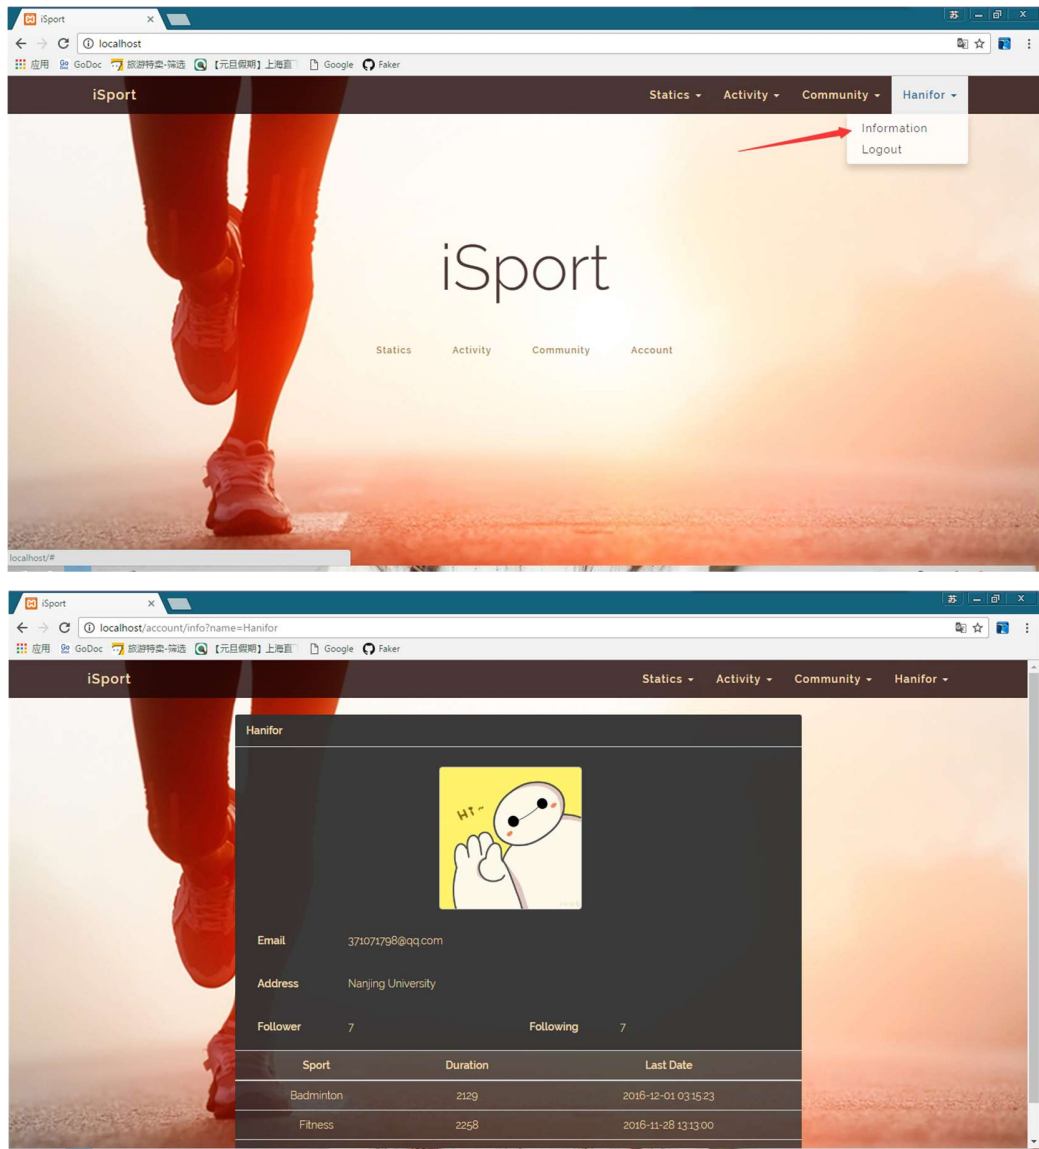 iSport
苏
localhost
应用 GoDoc 旅游特卖-筛选 【元旦假期】上海直 Google Faker
iSport Statics Activity Community Hanifor
Information
Logout
iSport
Statics Activity Community Account
localhost/#
iSport
苏
localhost/account/info?name=Hanifor
应用 GoDoc 旅游特卖-筛选 【元旦假期】上海直 Google Faker
iSport Statics Activity Community Hanifor
Hanifor
Hi~
Email 371071798@qq.com
Address Nanjing University
Follower 7 Following 7
Sport Duration Last Date
Badminton 2129 2016-12-01 03:15:23
Fitness 2258 2016-11-28 13:13:00